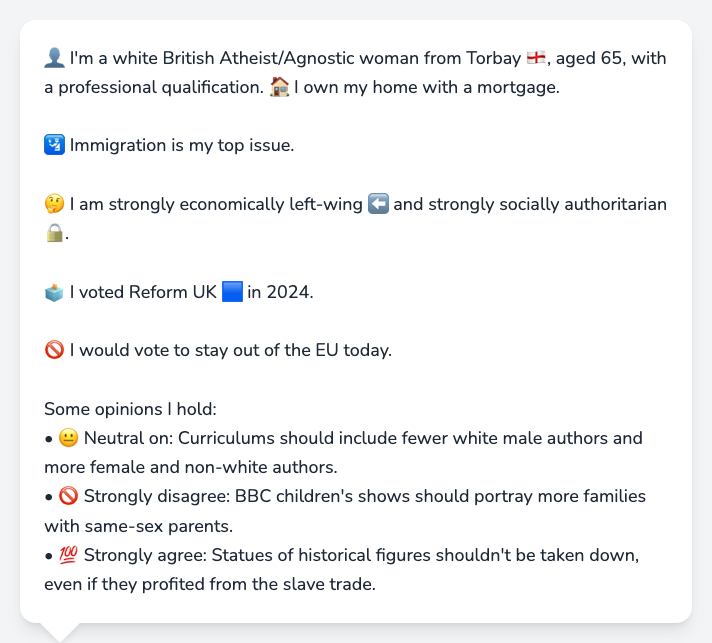 👤 I'm a white British Atheist/Agnostic woman from Torbay 🏴󠁧󠁢󠁥󠁮󠁧󠁿, aged 65, with
a professional qualification. 🏠 I own my home with a mortgage.
🛂 Immigration is my top issue.
🤔 I am strongly economically left-wing ⬅️ and strongly socially authoritarian
🔒.
🗳️ I voted Reform UK 🟦 in 2024.
🚫 I would vote to stay out of the EU today.
Some opinions I hold:
• 😐 Neutral on: Curriculums should include fewer white male authors and
more female and non-white authors.
• 🚫 Strongly disagree: BBC children's shows should portray more families
with same-sex parents.
• 💯 Strongly agree: Statues of historical figures shouldn't be taken down,
even if they profited from the slave trade.